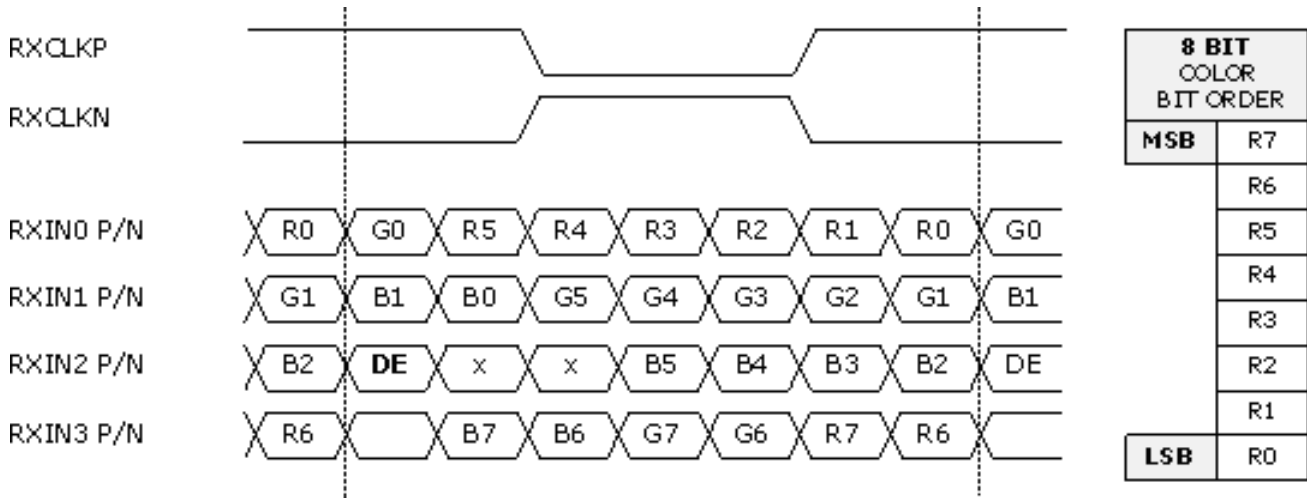 RXCLKP
RXCLKN
RXIN0 P/N R0 G0 R5 R4 R3 R2 R1 R0 G0
RXIN1 P/N G1 B1 B0 G5 G4 G3 G2 G1 B1
RXIN2 P/N B2 DE x x B5 B4 B3 B2 DE
RXIN3 P/N R6 B7 B6 G7 G6 R7 R6
8 BIT
COLOR
BIT ORDER
MSB R7
R6
R5
R4
R3
R2
R1
LSB R0